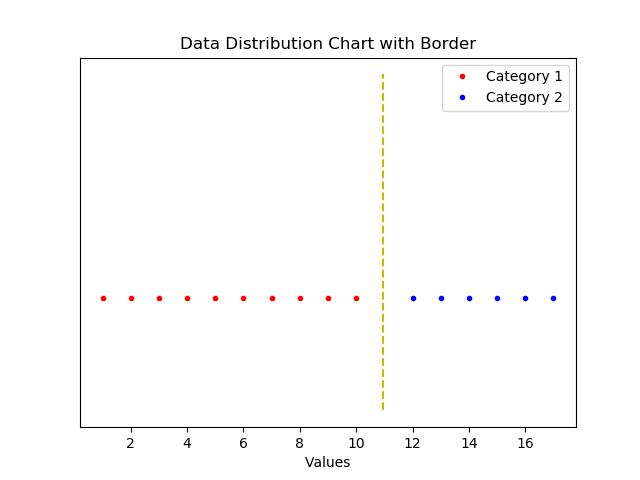 Data Distribution Chart with Border
Category 1
Category 2
2 4 6 8 10 12 14 16
Values